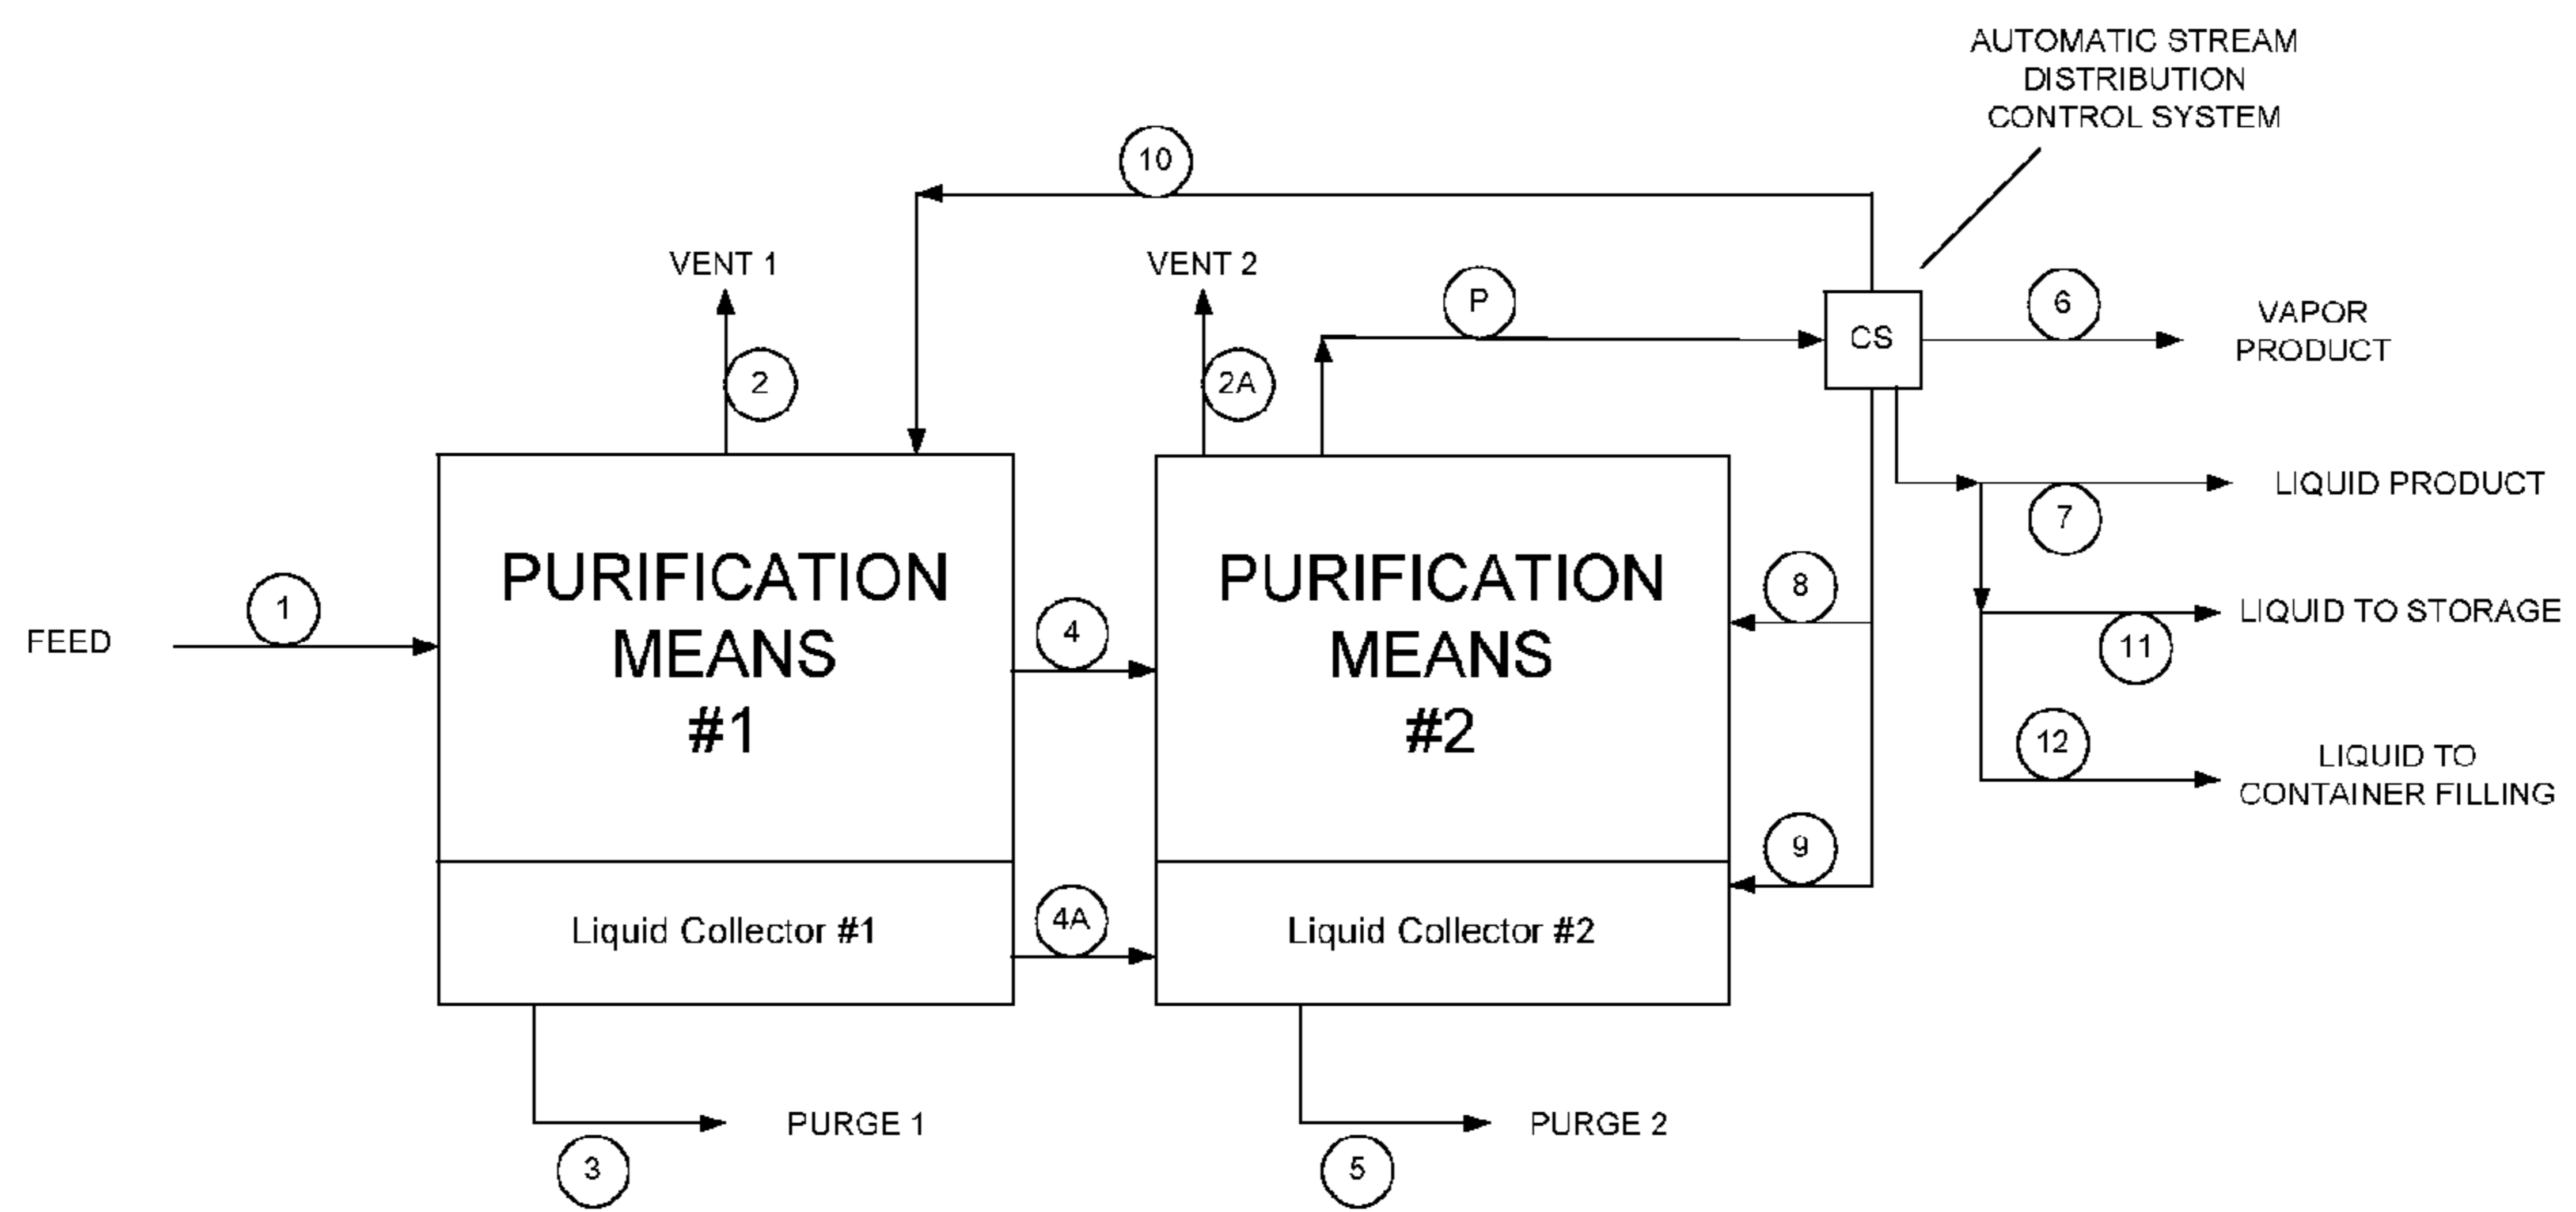 AUTOMATIC STREAM
DISTRIBUTION
CONTROL SYSTEM
10
VENT 1
VENT 2
P
6
VAPOR
PRODUCT
CS
2
2A
LIQUID PRODUCT
7
PURIFICATION
MEANS
#1
PURIFICATION
MEANS
#2
8
1
FEED
4
LIQUID TO STORAGE
11
12
LIQUID TO
CONTAINER FILLING
9
4A
Liquid Collector #1
Liquid Collector #2
PURGE 1
PURGE 2
3
5